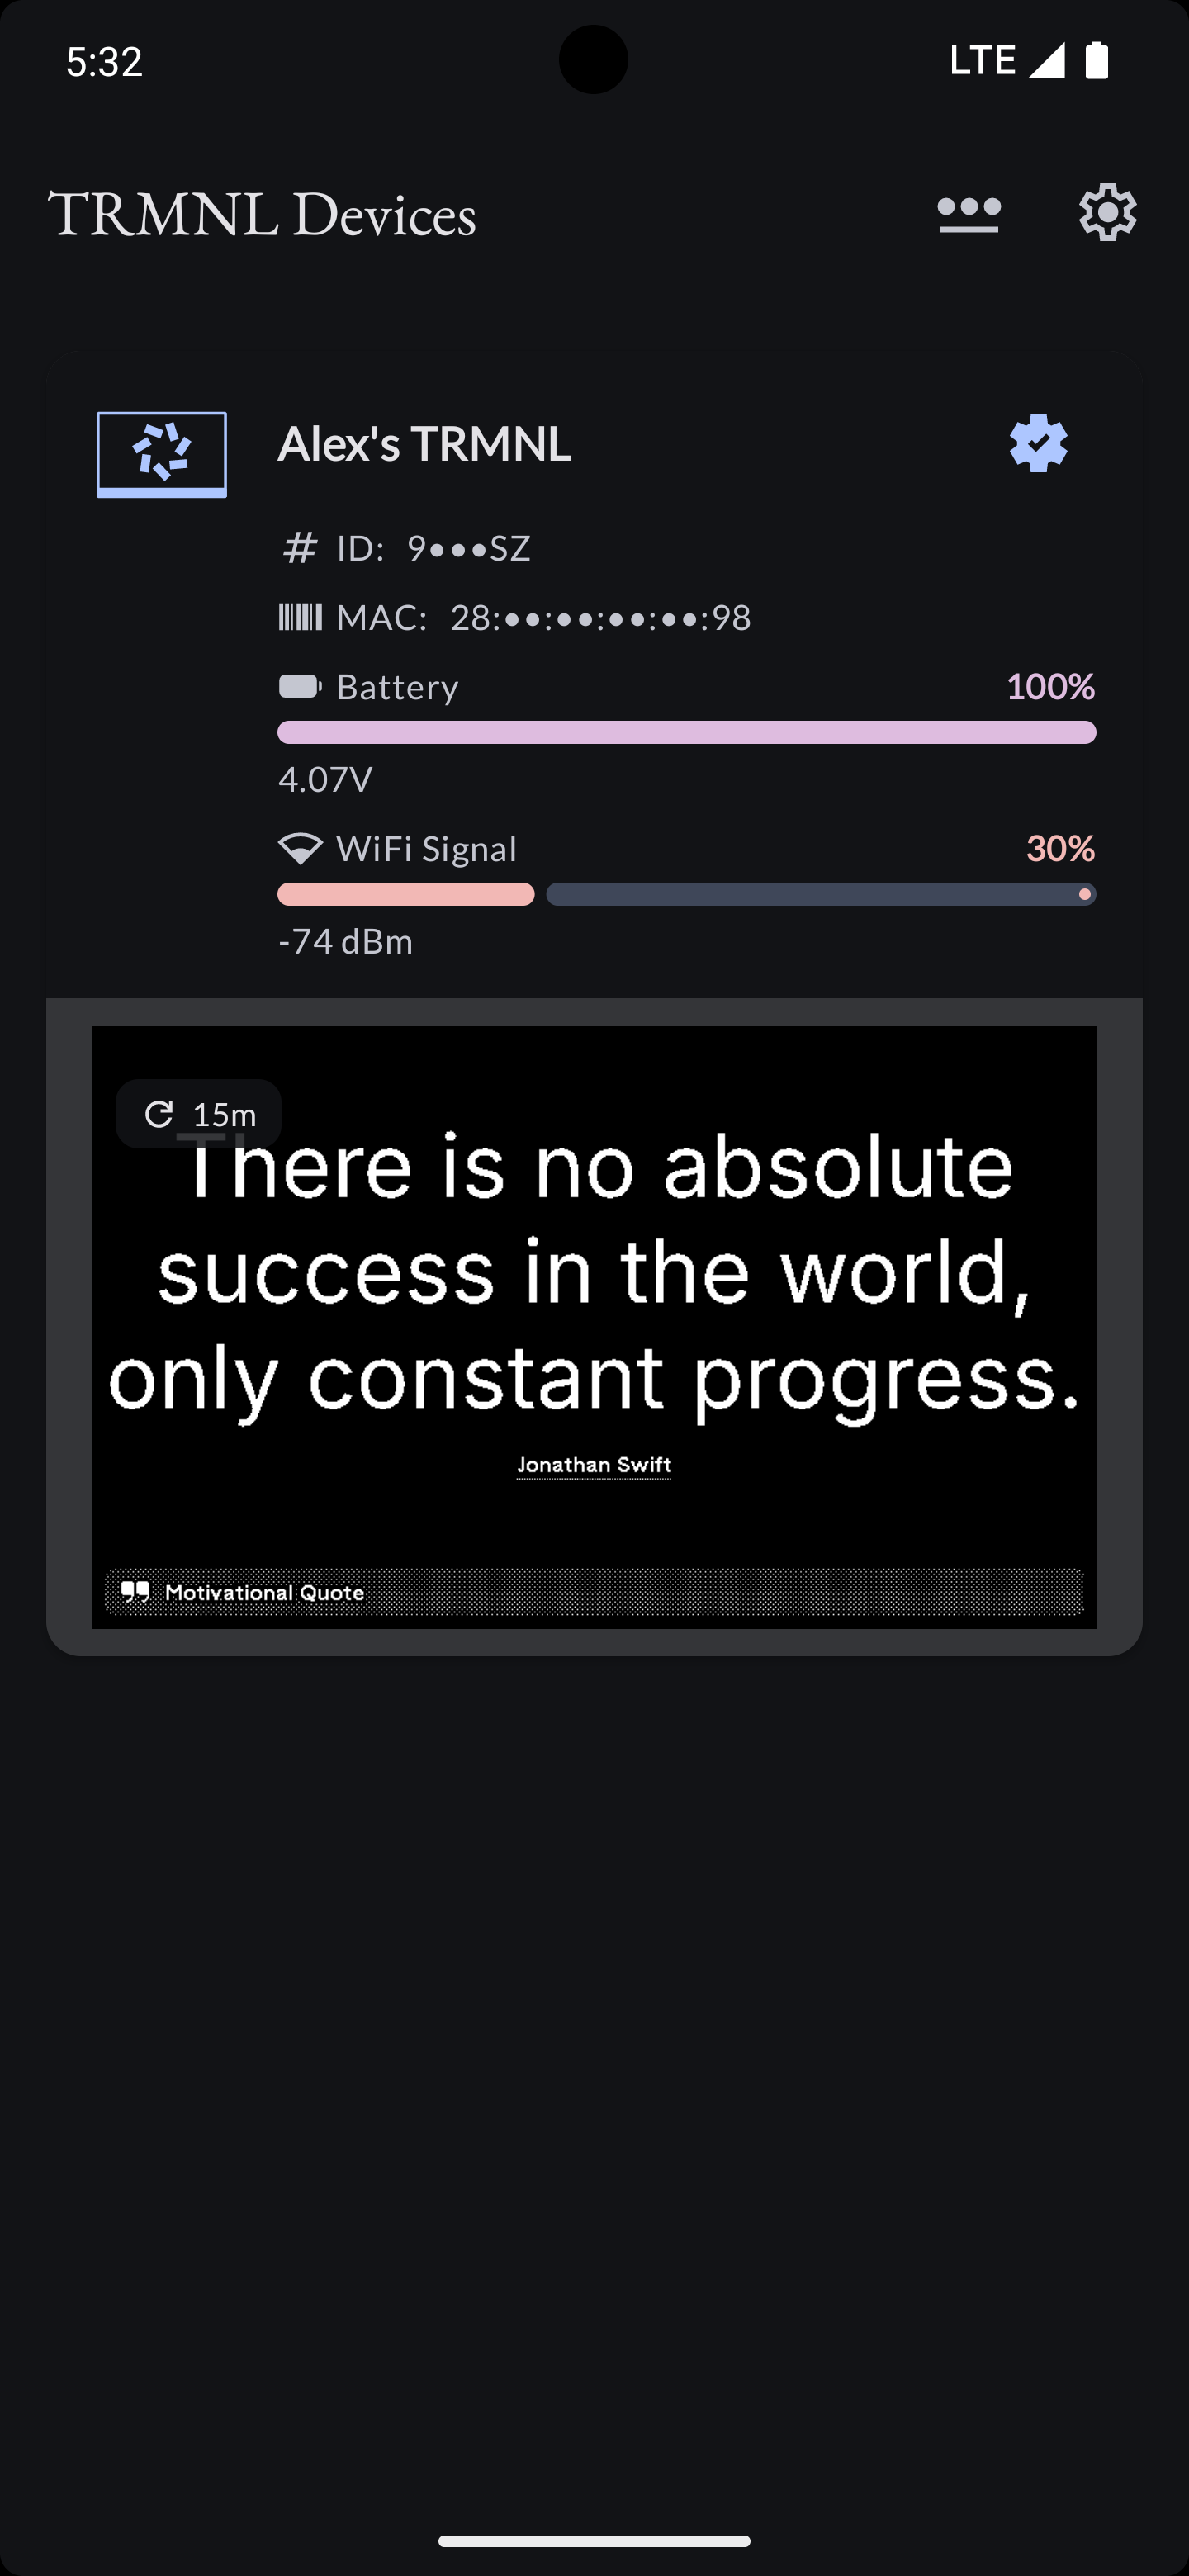 5:32
LTE
TRMNL Devices
Alex's TRMNL
# ID: 9•••SZ
MAC: 28:••:••:••:••:98
Battery 100%
4.07V
WiFi Signal 30%
-74 dBm
15m
There is no absolute
success in the world,
only constant progress.
Jonathan Swift
Motivational Quote